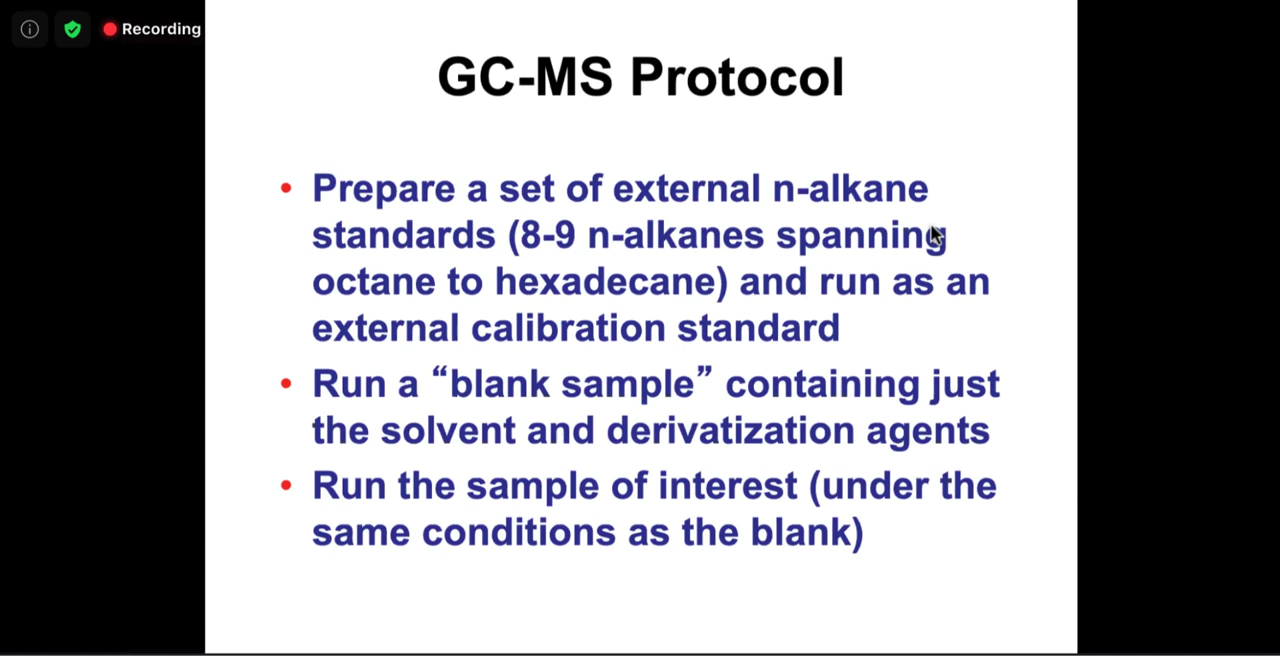 Recording
GC-MS Protocol
• Prepare a set of external n-alkane
standards (8-9 n-alkanes spanning
octane to hexadecane) and run as an
external calibration standard
• Run a “blank sample” containing just
the solvent and derivatization agents
• Run the sample of interest (under the
same conditions as the blank)